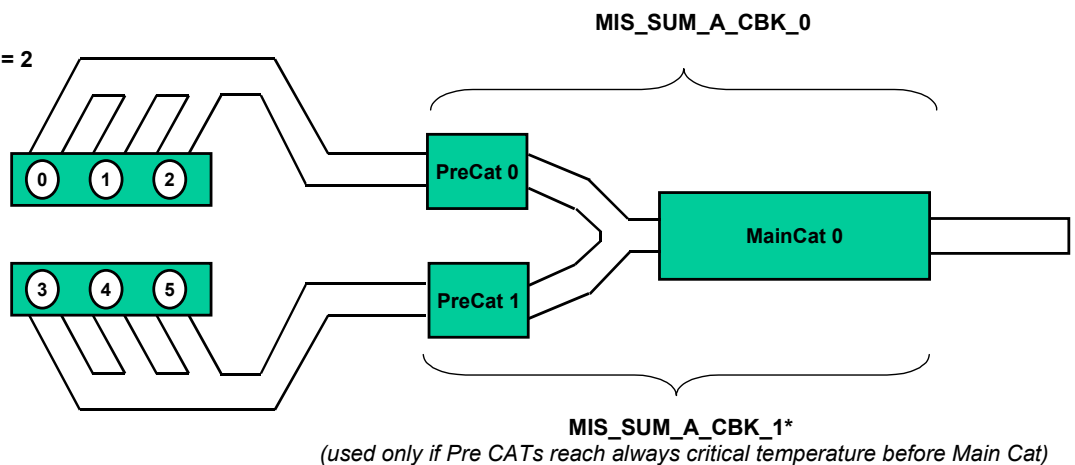 MIS_SUM_A_CBK_0
= 2
0 1 2
PreCat 0
MainCat 0
3 4 5
PreCat 1
MIS_SUM_A_CBK_1*
(used only if Pre CATs reach always critical temperature before Main Cat)